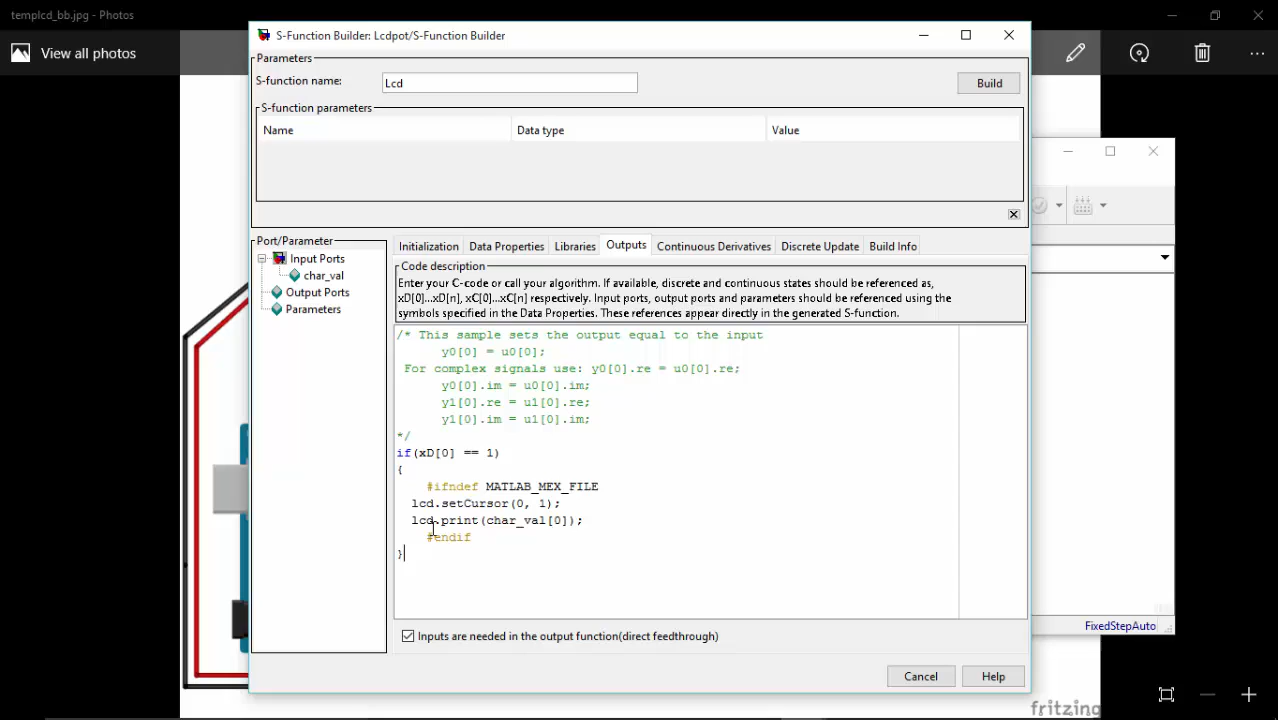 templcd_bb.jpg - Photos
View all photos
S-Function Builder: Lcdpot/S-Function Builder
Parameters
S-function name:
Lcd
Build
S-function parameters
Name
Data type
Value
Port/Parameter
Input Ports
char_val
Output Ports
Parameters
Initialization
Data Properties
Libraries
Outputs
Continuous Derivatives
Discrete Update
Build Info
Code description
Enter your C-code or call your algorithm. If available, discrete and continuous states should be referenced as,
xD[0]...xD[n], xC[0]...xC[n] respectively. Input ports, output ports and parameters should be referenced using the
symbols specified in the Data Properties. These references appear directly in the generated S-function.
/* This sample sets the output equal to the input
y0[0] = u0[0];
For complex signals use: y0[0].re = u0[0].re;
y0[0].im = u0[0].im;
y1[0].re = u1[0].re;
y1[0].im = u1[0].im;
*/
if(xD[0] == 1)
{
#ifndef MATLAB_MEX_FILE
lcd.setCursor(0, 1);
lcd.print(char_val[0]);
#endif
}
Inputs are needed in the output function(direct feedthrough)
Cancel
Help
FixedStepAuto
fritzing